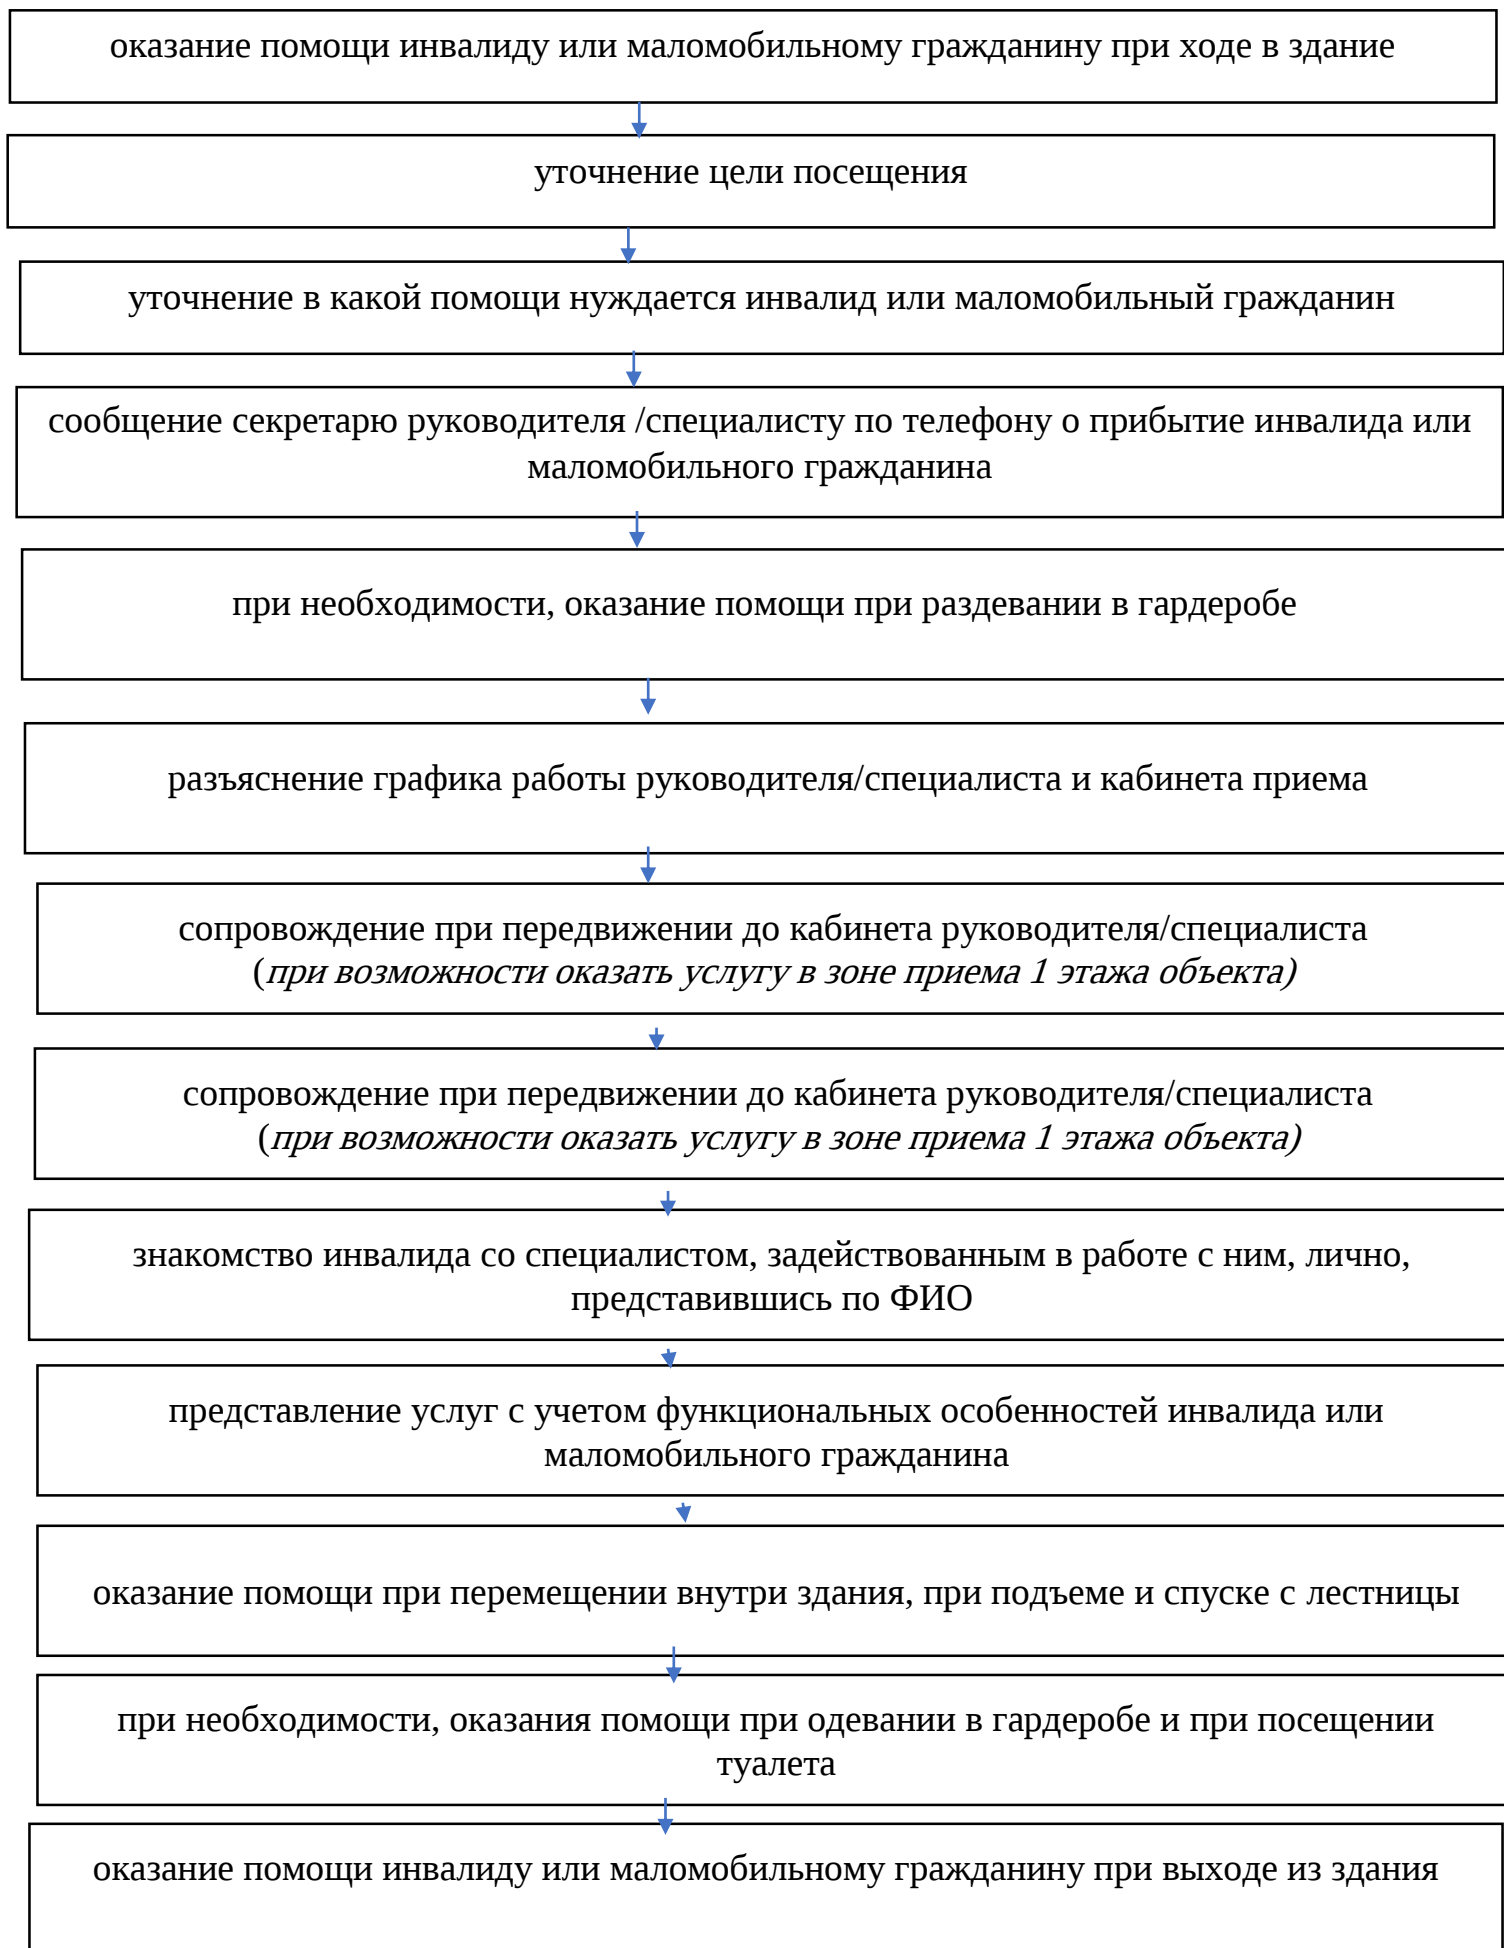 оказание помощи инвалиду или маломобильному гражданину при ходе в здание
уточнение цели посещения
уточнение в какой помощи нуждается инвалид или маломобильный гражданин
сообщение секретарю руководителя /специалисту по телефону о прибытие инвалида или
маломобильного гражданина
при необходимости, оказание помощи при раздевании в гардеробе
разъяснение графика работы руководителя/специалиста и кабинета приема
сопровождение при передвижении до кабинета руководителя/специалиста
(при возможности оказать услугу в зоне приема 1 этажа объекта)
сопровождение при передвижении до кабинета руководителя/специалиста
(при возможности оказать услугу в зоне приема 1 этажа объекта)
знакомство инвалида со специалистом, задействованным в работе с ним, лично,
представившись по ФИО
представление услуг с учетом функциональных особенностей инвалида или
маломобильного гражданина
оказание помощи при перемещении внутри здания, при подъеме и спуске с лестницы
при необходимости, оказания помощи при одевании в гардеробе и при посещении
туалета
оказание помощи инвалиду или маломобильному гражданину при выходе из здания